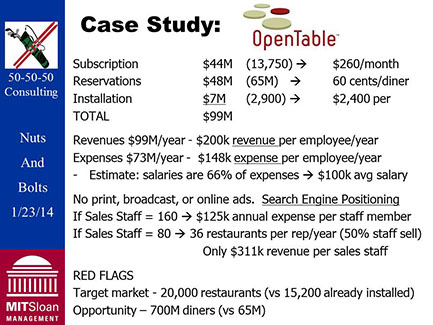 Case Study:
OpenTable™
50-50-50
Consulting
Nuts
And
Bolts
1/23/14
MIT Sloan
MANAGEMENT
Subscription $44M (13,750) → $260/month
Reservations $48M (65M) → 60 cents/diner
Installation $7M (2,900) → $2,400 per
TOTAL $99M
Revenues $99M/year - $200k revenue per employee/year
Expenses $73M/year - $148k expense per employee/year
- Estimate: salaries are 66% of expenses → $100k avg salary
No print, broadcast, or online ads. Search Engine Positioning
If Sales Staff = 160 → $125k annual expense per staff member
If Sales Staff = 80 → 36 restaurants per rep/year (50% staff sell)
Only $311k revenue per sales staff
RED FLAGS
Target market - 20,000 restaurants (vs 15,200 already installed)
Opportunity – 700M diners (vs 65M)